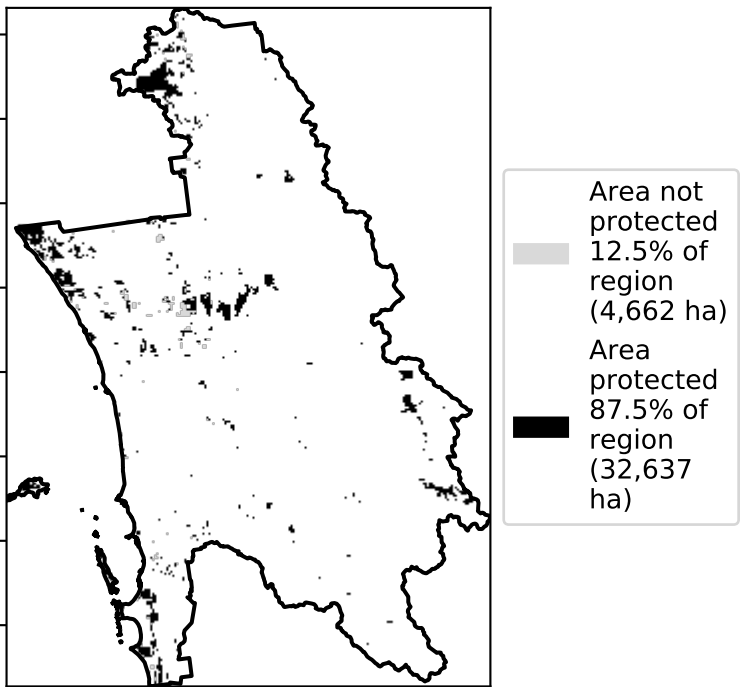 Area not
protected
12.5% of
region
(4,662 ha)
Area
protected
87.5% of
region
(32,637
ha)